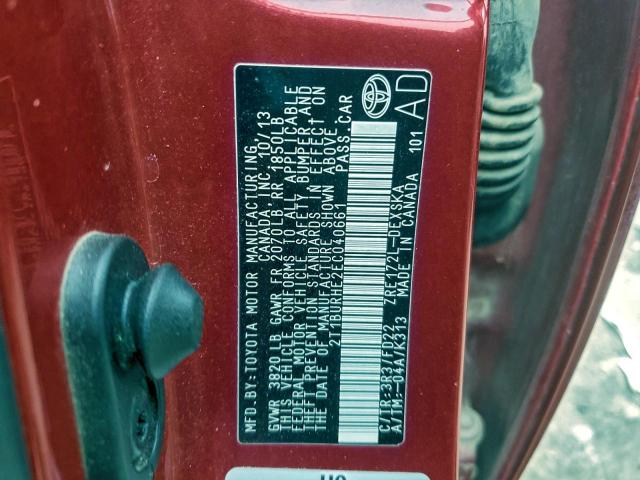 MFD.BY:TOYOTA MOTOR MANUFACTURING
CANADA, INC. 10/13
GVWR 3820 LB GAWR FR 2070LB RR 1850LB
THIS VEHICLE CONFORMS TO ALL APPLICABLE
FEDERAL MOTOR VEHICLE SAFETY, BUMPER AND
THEFT PREVENTION STANDARDS IN EFFECT ON
THE DATE OF MANUFACTURE SHOWN ABOVE.
2T1BURHE2EC040661 PASS.CAR
C/TR:3R3/FD22 ZRE172L-DEXSKA
A/TM:-04A/K313 MADE IN CANADA 101
AD